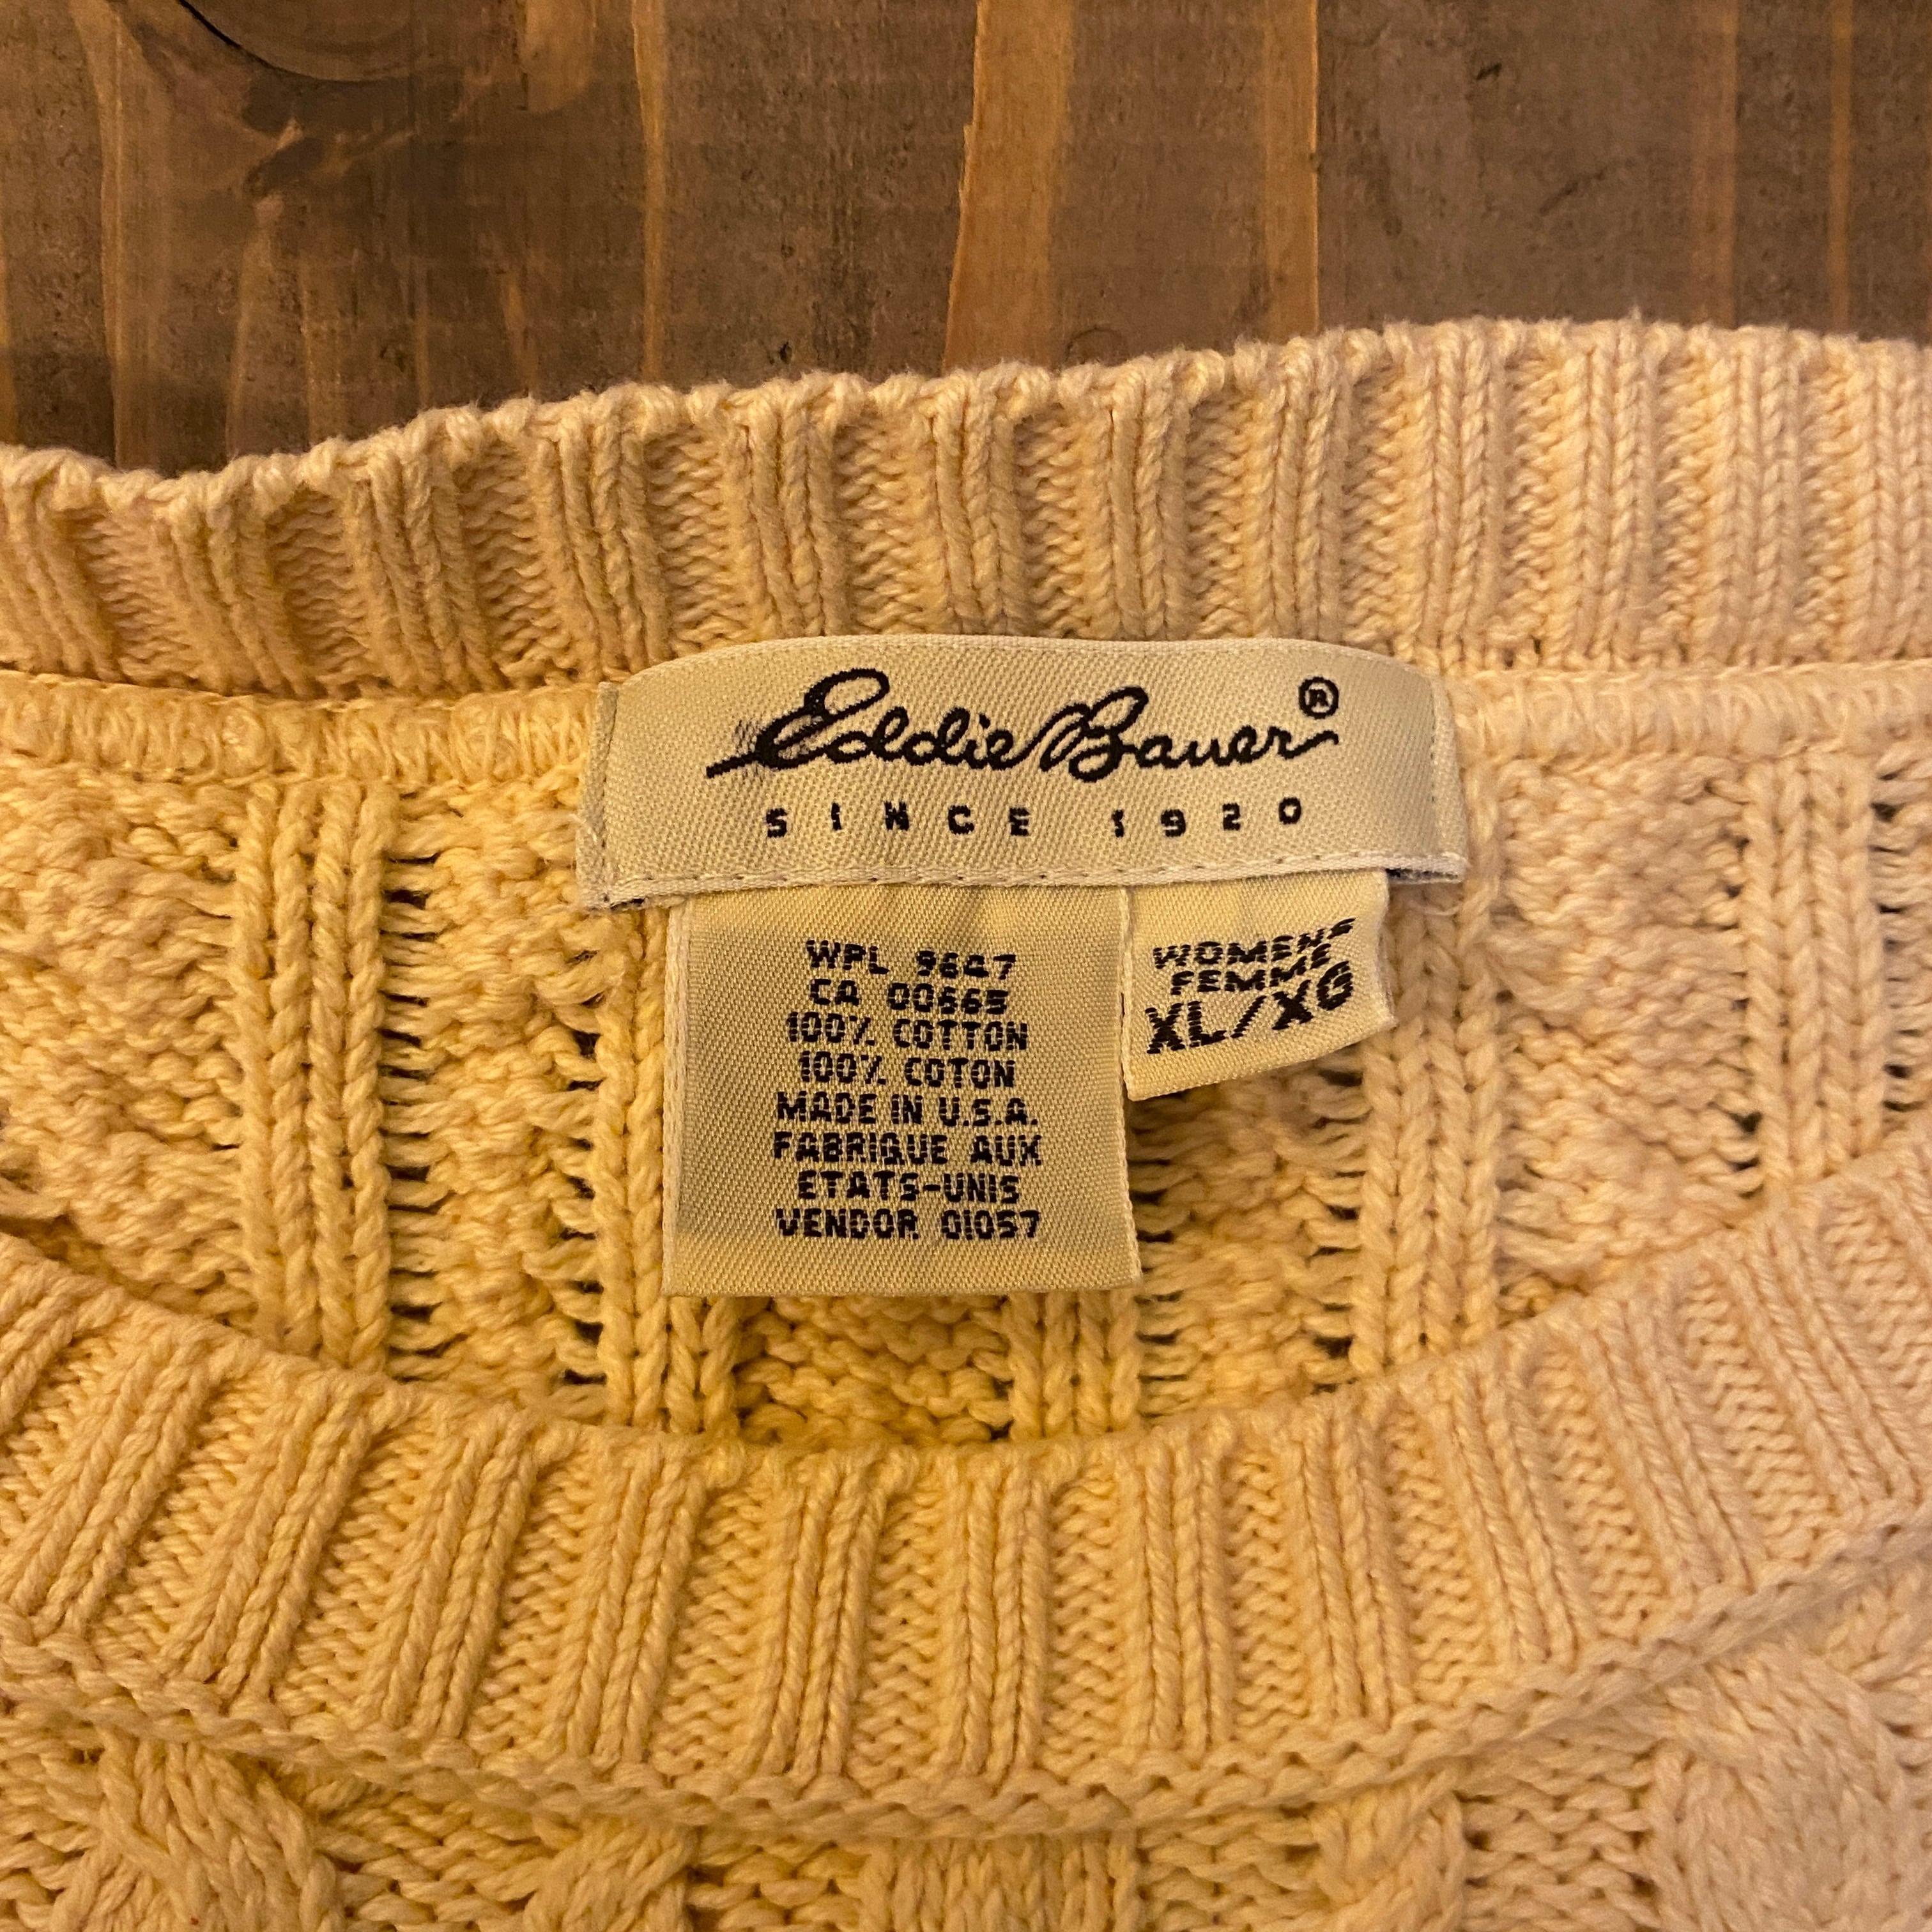 Eddie Bauer®
SINCE 1920
WPL 9647
CA 00665
100% COTTON
100% COTON
MADE IN U.S.A.
FABRIQUE AUX
ETATS-UNIS
VENDOR 01057
WOMENS
FEMME
XL/XG